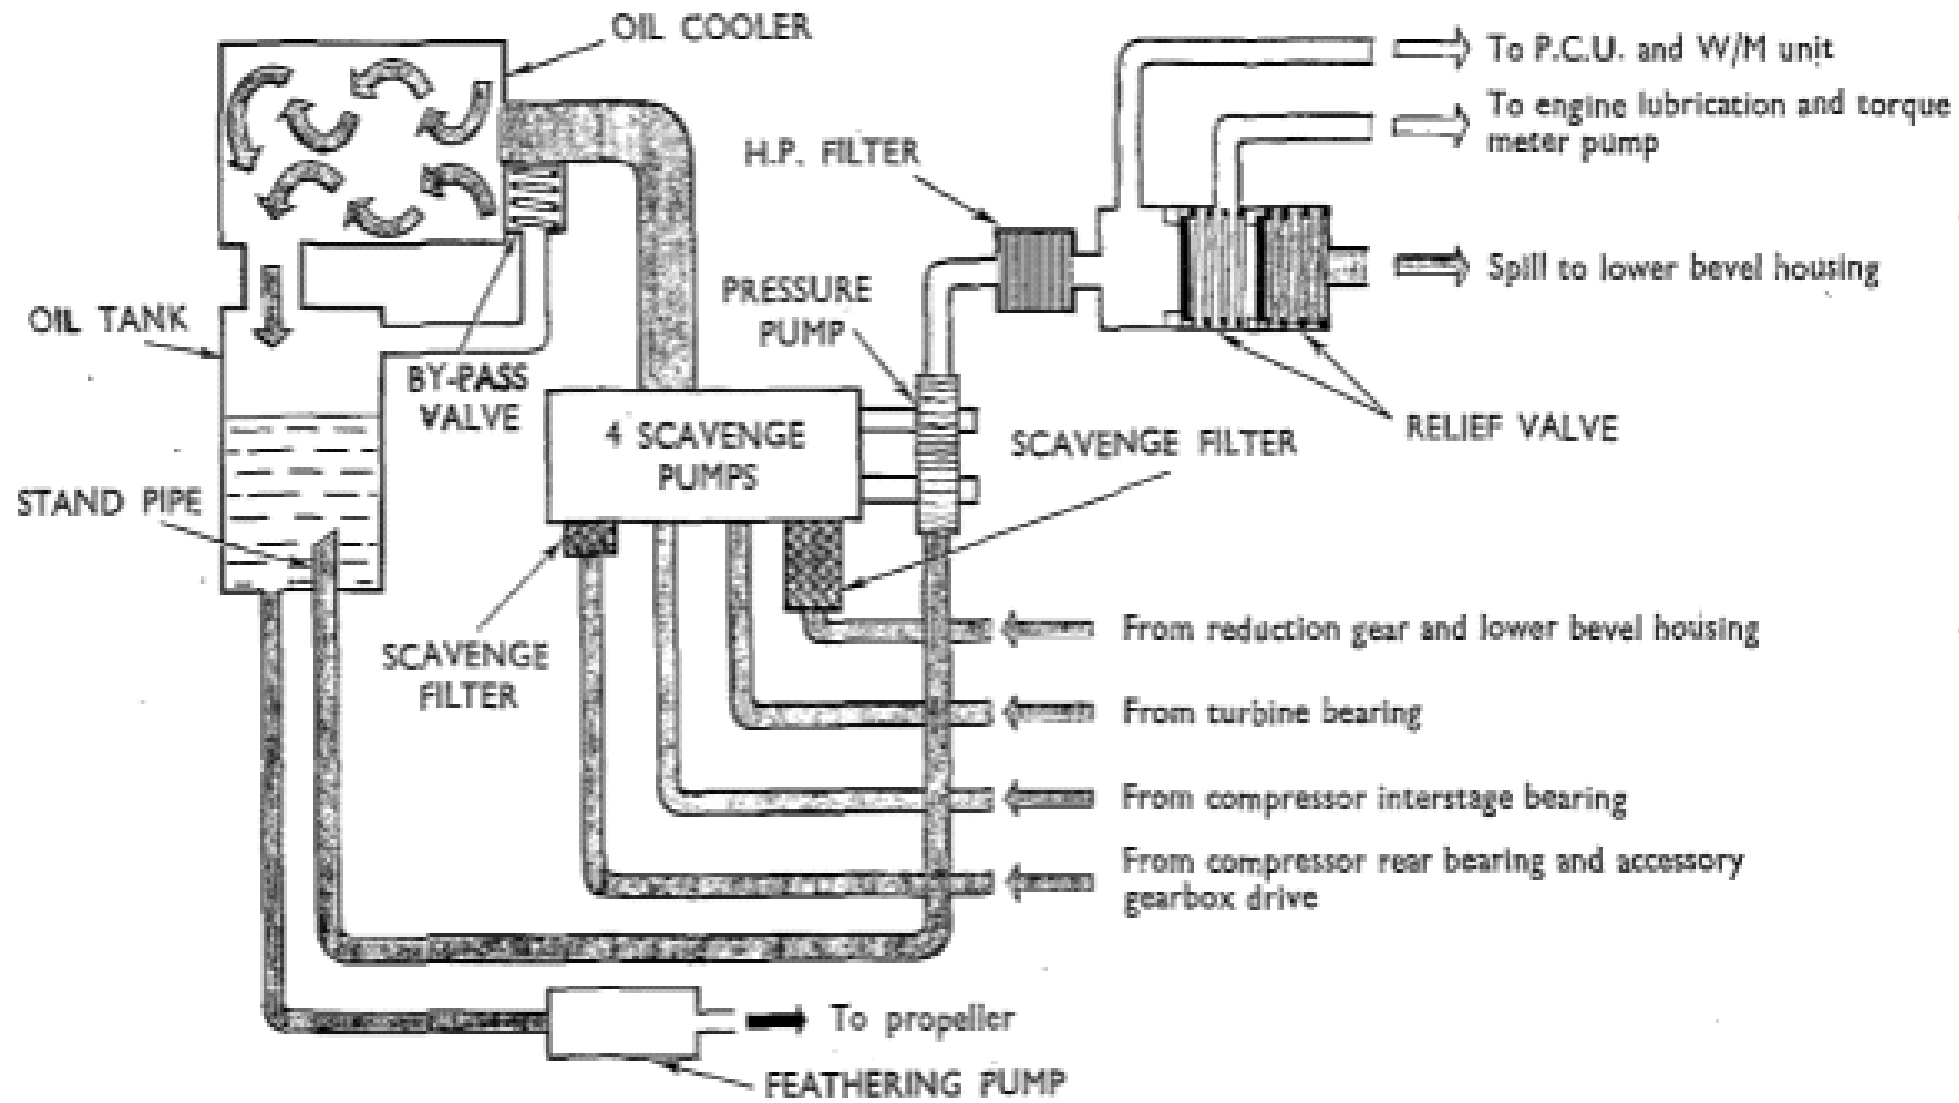 OIL COOLER
To P.C.U. and W/M unit
To engine lubrication and torque
meter pump
H.P. FILTER
Spill to lower bevel housing
PRESSURE
PUMP
OIL TANK
BY-PASS
VALVE
4 SCAVENGE
PUMPS
SCAVENGE FILTER
RELIEF VALVE
STAND PIPE
SCAVENGE
FILTER
From reduction gear and lower bevel housing
From turbine bearing
From compressor interstage bearing
From compressor rear bearing and accessory
gearbox drive
To propeller
FEATHERING PUMP